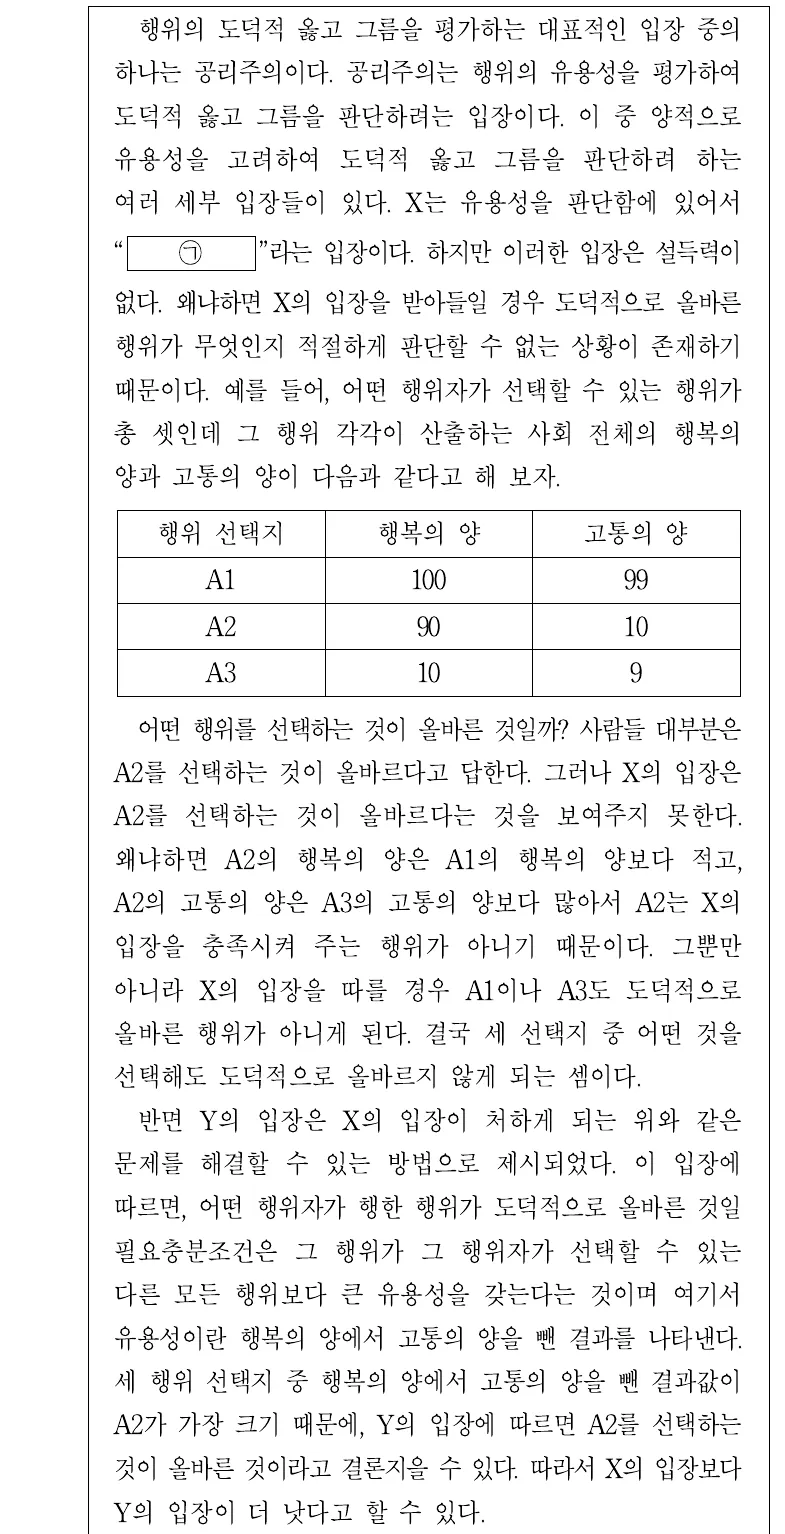 행위의 도덕적 옳고 그름을 평가하는 대표적인 입장 중의
하나는 공리주의이다. 공리주의는 행위의 유용성을 평가하여
도덕적 옳고 그름을 판단하려는 입장이다. 이 중 양적으로
유용성을 고려하여 도덕적 옳고 그름을 판단하려 하는
여러 세부 입장들이 있다. X는 유용성을 판단함에 있어서
“ ㉠ ”라는 입장이다. 하지만 이러한 입장은 설득력이
없다. 왜냐하면 X의 입장을 받아들일 경우 도덕적으로 올바른
행위가 무엇인지 적절하게 판단할 수 없는 상황이 존재하기
때문이다. 예를 들어, 어떤 행위자가 선택할 수 있는 행위가
총 셋인데 그 행위 각각이 산출하는 사회 전체의 행복의
양과 고통의 양이 다음과 같다고 해 보자.
행위 선택지 행복의 양 고통의 양
A1 100 99
A2 90 10
A3 10 9
어떤 행위를 선택하는 것이 올바른 것일까? 사람들 대부분은
A2를 선택하는 것이 올바르다고 답한다. 그러나 X의 입장은
A2를 선택하는 것이 올바르다는 것을 보여주지 못한다.
왜냐하면 A2의 행복의 양은 A1의 행복의 양보다 적고,
A2의 고통의 양은 A3의 고통의 양보다 많아서 A2는 X의
입장을 충족시켜 주는 행위가 아니기 때문이다. 그뿐만
아니라 X의 입장을 따를 경우 A1이나 A3도 도덕적으로
올바른 행위가 아니게 된다. 결국 세 선택지 중 어떤 것을
선택해도 도덕적으로 올바르지 않게 되는 셈이다.
반면 Y의 입장은 X의 입장이 처하게 되는 위와 같은
문제를 해결할 수 있는 방법으로 제시되었다. 이 입장에
따르면, 어떤 행위자가 행한 행위가 도덕적으로 올바른 것일
필요충분조건은 그 행위가 그 행위자가 선택할 수 있는
다른 모든 행위보다 큰 유용성을 갖는다는 것이며 여기서
유용성이란 행복의 양에서 고통의 양을 뺀 결과를 나타낸다.
세 행위 선택지 중 행복의 양에서 고통의 양을 뺀 결과값이
A2가 가장 크기 때문에, Y의 입장에 따르면 A2를 선택하는
것이 올바른 것이라고 결론지을 수 있다. 따라서 X의 입장보다
Y의 입장이 더 낫다고 할 수 있다.